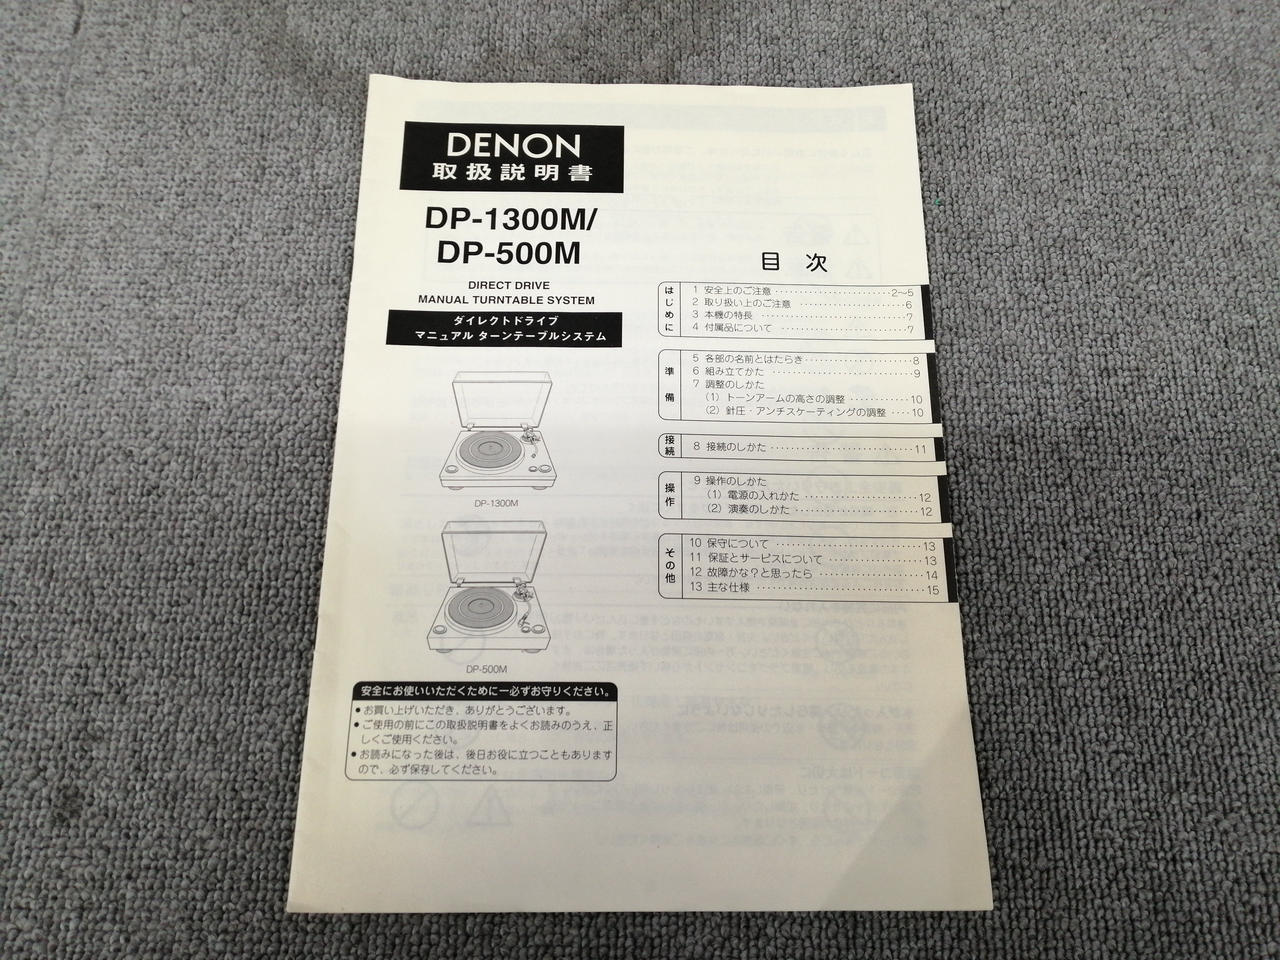 DENON
取扱説明書
DP-1300M/
DP-500M
DIRECT DRIVE
MANUAL TURNTABLE SYSTEM
ダイレクトドライブ
マニュアル ターンテーブルシステム
DP-1300M
DP-500M
安全にお使いいただくために―必ずお守りください。
● お買い上げいただき、ありがとうございます。
● ご使用の前にこの取扱説明書をよくお読みのうえ、正
しくご使用ください。
● お読みになった後は、後日お役に立つこともあります
ので、必ず保存してください。
目 次
はじめに
1 安全上のご注意 ……………………… 2〜5
2 取り扱い上のご注意 ……………………… 6
3 本機の特長 ……………………… 7
4 付属品について ……………………… 7
準備
5 各部の名前とはたらき ……………………… 8
6 組み立てかた ……………………… 9
7 調整のしかた
（1）トーンアームの高さの調整 ………… 10
（2）針圧・アンチスケーティングの調整 …… 10
接続
8 接続のしかた ……………………… 11
操作
9 操作のしかた
（1）電源の入れかた ……………………… 12
（2）演奏のしかた ……………………… 12
その他
10 保守について ……………………… 13
11 保証とサービスについて ……………………… 13
12 故障かな？と思ったら ……………………… 14
13 主な仕様 ……………………… 15